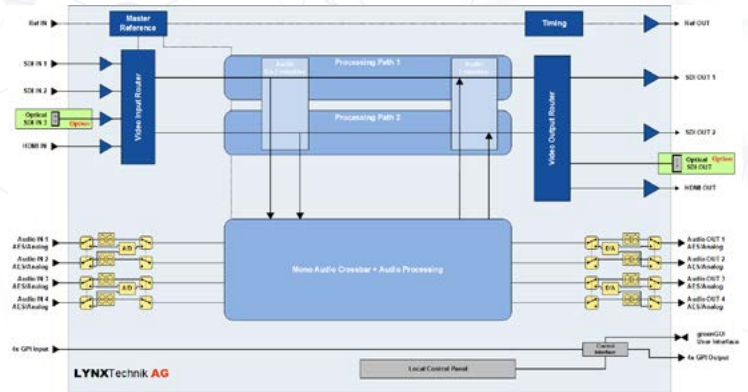 Ref IN
Master
Reference
Timing
Ref OUT
SDI IN 1
SDI IN 2
Optical
SDI IN 3
Option
HDMI IN
Video Input Router
Audio
Processing Path 1
Audio
Processing Path 2
Video Output Router
SDI OUT 1
SDI OUT 2
Optical Option
SDI OUT
HDMI OUT
Audio IN 1
AES/Analog
Audio IN 2
AES/Analog
Audio IN 3
AES/Analog
Audio IN 4
AES/Analog
A/D
A/D
Mono Audio Crossbar + Audio Processing
D/A
D/A
Audio OUT 1
AES/Analog
Audio OUT 2
AES/Analog
Audio OUT 3
AES/Analog
Audio OUT 4
AES/Analog
4x GPI Input
greenGUI
User Interface
Control
Interface
4x GPI Output
Local Control Panel
LYNXTechnik AG